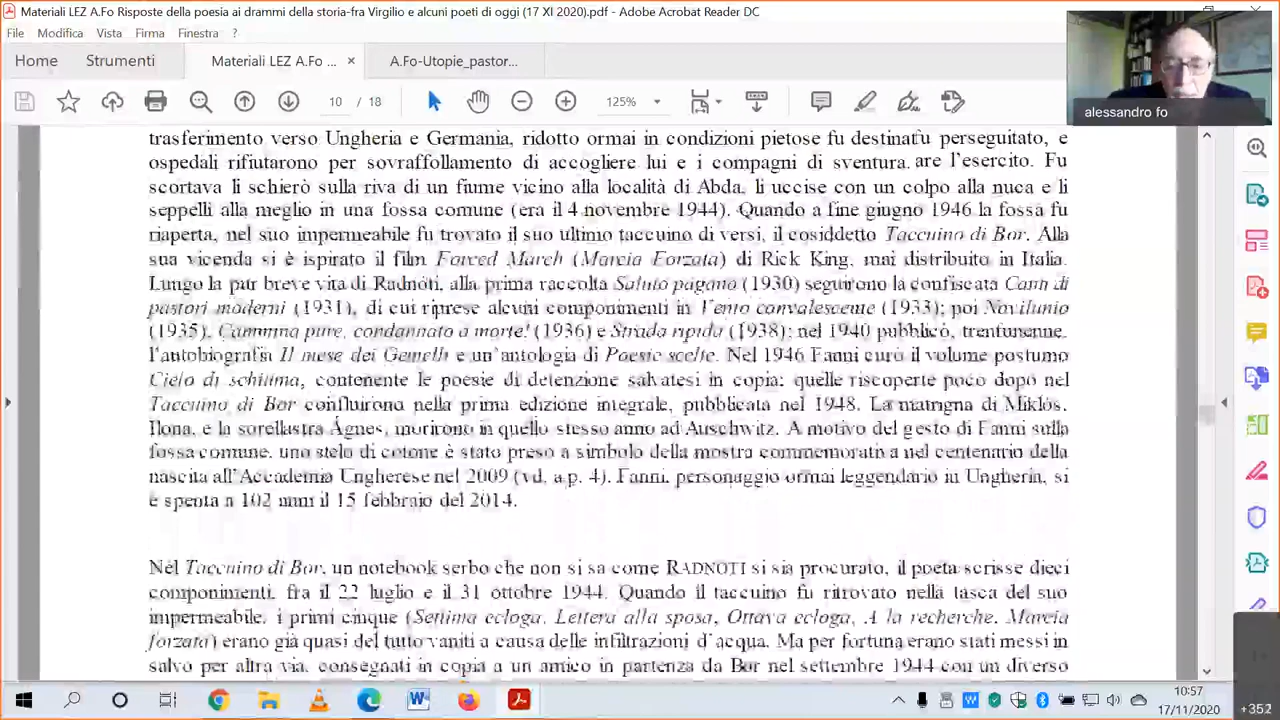 Materiali LEZ A.Fo Risposte della poesia ai drammi della storia-fra Virgilio e alcuni poeti di oggi (17 XI 2020).pdf - Adobe Acrobat Reader DC
File Modifica Vista Firma Finestra ?
Home Strumenti Materiali LEZ A.Fo ... × A.Fo-Utopie_pastor...
10 / 18 125%
alessandro fo
trasferimento verso Ungheria e Germania, ridotto ormai in condizioni pietose fu perseguitato, e
ospedali rifiutarono per sovraffollamento di accogliere lui e i compagni di sventura. are l'esercito. Fu
scortava li schierò sulla riva di un fiume vicino alla località di Abda, li uccise con un colpo alla nuca e li
seppellì alla meglio in una fossa comune (era il 4 novembre 1944). Quando a fine giugno 1946 la fossa fu
riaperta, nel suo impermeabile fu trovato il suo ultimo taccuino di versi, il cosiddetto Taccuino di Bor. Alla
sua vicenda si è ispirato il film Forced March (Marcia Forzata) di Rick King, mai distribuito in Italia.
Lungo la pur breve vita di Radnóti, alla prima raccolta Saluto pagano (1930) seguirono la confiscata Canti di
pastori moderni (1931), di cui riprese alcuni componimenti in Vento convalescente (1933); poi Novilunio
(1935), Cammina pure, condannato a morte! (1936) e Strada ripida (1938); nel 1940 pubblicò, trentunenne,
l'autobiografia Il mese dei Gemelli e un'antologia di Poesie scelte. Nel 1946 Fanni curò il volume postumo
Cielo di schiuma, contenente le poesie di detenzione salvatesi in copia: quelle riscoperte poco dopo nel
Taccuino di Bor confluirono nella prima edizione integrale, pubblicata nel 1948. La matrigna di Miklós,
Ilona, e la sorellastra Ágnes, morirono in quello stesso anno ad Auschwitz. A motivo del gesto di Fanni sulla
fossa comune, uno stelo di cotone è stato preso a simbolo della mostra commemorativa nel centenario della
nascita all'Accademia Ungherese nel 2009 (vd. a p. 4). Fanni, personaggio ormai leggendario in Ungheria, si
è spenta a 102 anni il 15 febbraio del 2014.
Nel Taccuino di Bor, un notebook serbo che non si sa come RADNÓTI si sia procurato, il poeta scrisse dieci
componimenti, fra il 22 luglio e il 31 ottobre 1944. Quando il taccuino fu ritrovato nella tasca del suo
impermeabile, i primi cinque (Settima ecloga, Lettera alla sposa, Ottava ecloga, A la recherche, Marcia
forzata) erano già quasi del tutto vaniti a causa delle infiltrazioni d'acqua. Ma per fortuna erano stati messi in
salvo per altra via, consegnati in copia a un amico in partenza da Bor nel settembre 1944 con un diverso
10:57
17/11/2020
+352